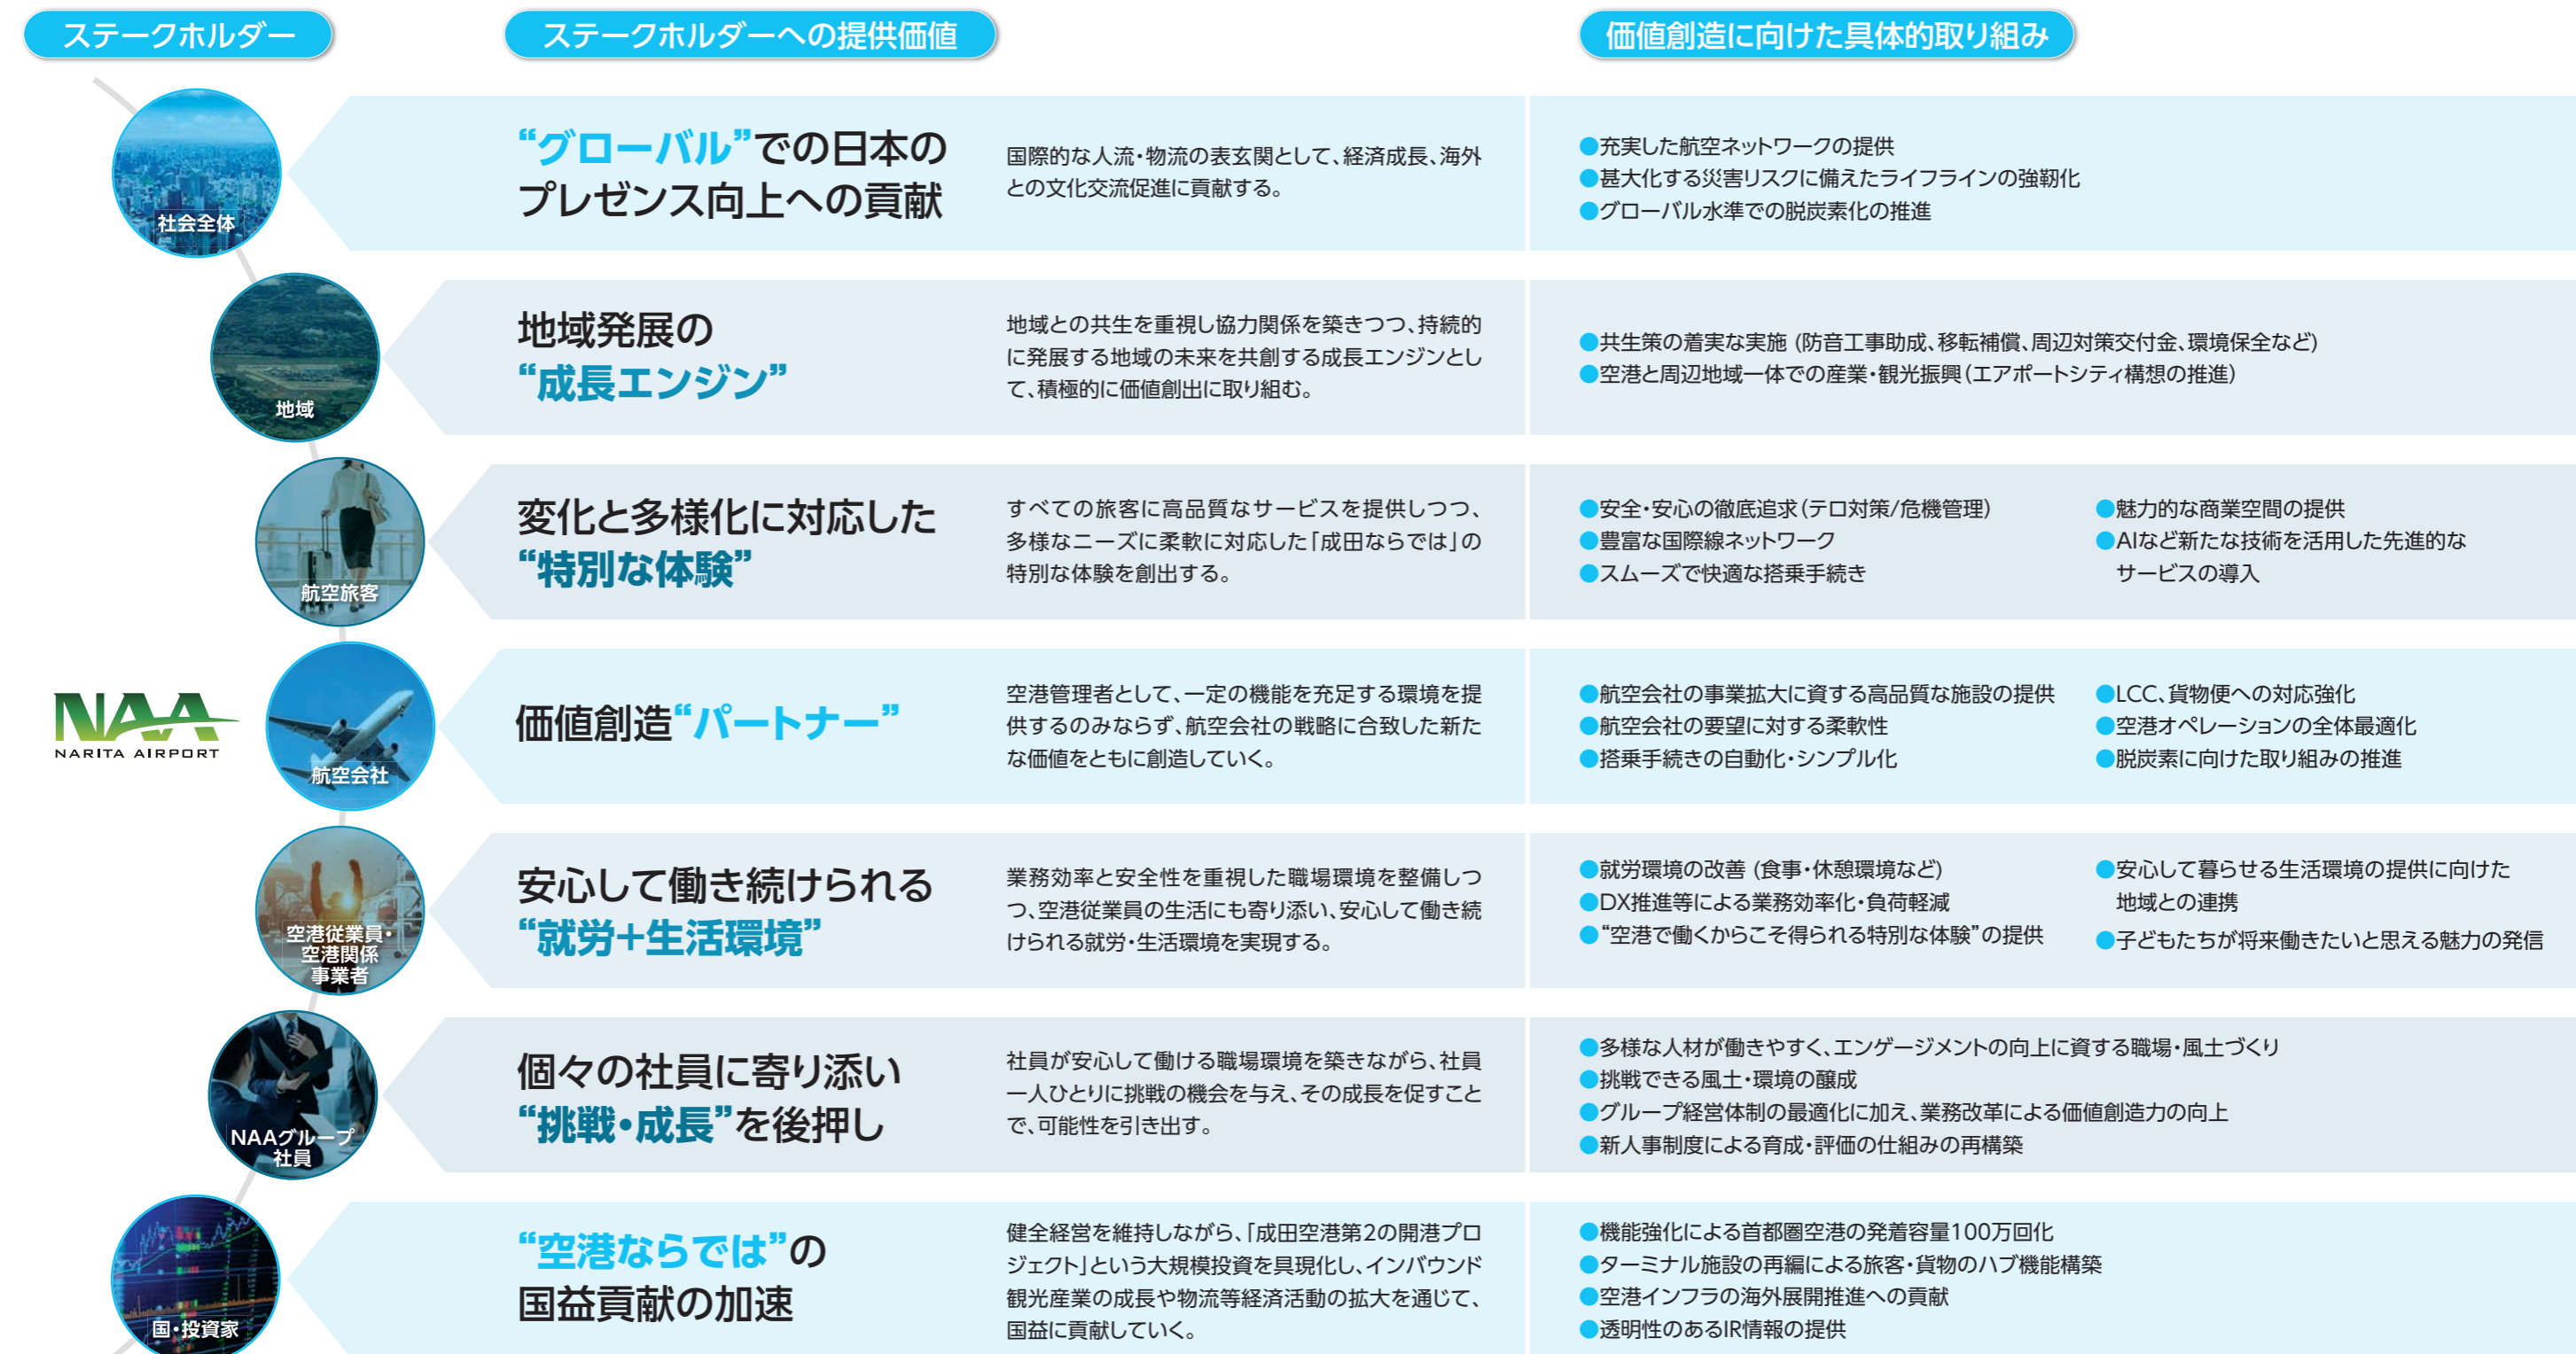 ステークホルダー
ステークホルダーへの提供価値
価値創造に向けた具体的取り組み
社会全体
“グローバル”での日本の
プレゼンス向上への貢献
国際的な人流・物流の表玄関として、経済成長、海外
との文化交流促進に貢献する。
●充実した航空ネットワークの提供
●甚大化する災害リスクに備えたライフラインの強靭化
●グローバル水準での脱炭素化の推進
地域
地域発展の
“成長エンジン”
地域との共生を重視し協力関係を築きつつ、持続的
に発展する地域の未来を共創する成長エンジンとし
て、積極的に価値創出に取り組む。
●共生策の着実な実施 (防音工事助成、移転補償、周辺対策交付金、環境保全など)
●空港と周辺地域一体での産業・観光振興（エアポートシティ構想の推進）
航空旅客
変化と多様化に対応した
“特別な体験”
すべての旅客に高品質なサービスを提供しつつ、
多様なニーズに柔軟に対応した「成田ならでは」の
特別な体験を創出する。
●安全・安心の徹底追求（テロ対策/危機管理）
●豊富な国際線ネットワーク
●スムーズで快適な搭乗手続き
●魅力的な商業空間の提供
●AIなど新たな技術を活用した先進的な
サービスの導入
NAA
NARITA AIRPORT
航空会社
価値創造“パートナー”
空港管理者として、一定の機能を充足する環境を提
供するのみならず、航空会社の戦略に合致した新た
な価値をともに創造していく。
●航空会社の事業拡大に資する高品質な施設の提供
●航空会社の要望に対する柔軟性
●搭乗手続きの自動化・シンプル化
●LCC、貨物便への対応強化
●空港オペレーションの全体最適化
●脱炭素に向けた取り組みの推進
空港従業員・
空港関係
事業者
安心して働き続けられる
“就労+生活環境”
業務効率と安全性を重視した職場環境を整備しつ
つ、空港従業員の生活にも寄り添い、安心して働き続
けられる就労・生活環境を実現する。
●就労環境の改善 (食事・休憩環境など)
●DX推進等による業務効率化・負荷軽減
●“空港で働くからこそ得られる特別な体験”の提供
●安心して暮らせる生活環境の提供に向けた
地域との連携
●子どもたちが将来働きたいと思える魅力の発信
NAAグループ
社員
個々の社員に寄り添い
“挑戦・成長”を後押し
社員が安心して働ける職場環境を築きながら、社員
一人ひとりに挑戦の機会を与え、その成長を促すこと
で、可能性を引き出す。
●多様な人材が働きやすく、エンゲージメントの向上に資する職場・風土づくり
●挑戦できる風土・環境の醸成
●グループ経営体制の最適化に加え、業務改革による価値創造力の向上
●新人事制度による育成・評価の仕組みの再構築
国・投資家
“空港ならでは”の
国益貢献の加速
健全経営を維持しながら、「成田空港第2の開港プロ
ジェクト」という大規模投資を具現化し、インバウンド
観光産業の成長や物流等経済活動の拡大を通じて、
国益に貢献していく。
●機能強化による首都圏空港の発着容量100万回化
●ターミナル施設の再編による旅客・貨物のハブ機能構築
●空港インフラの海外展開推進への貢献
●透明性のあるIR情報の提供